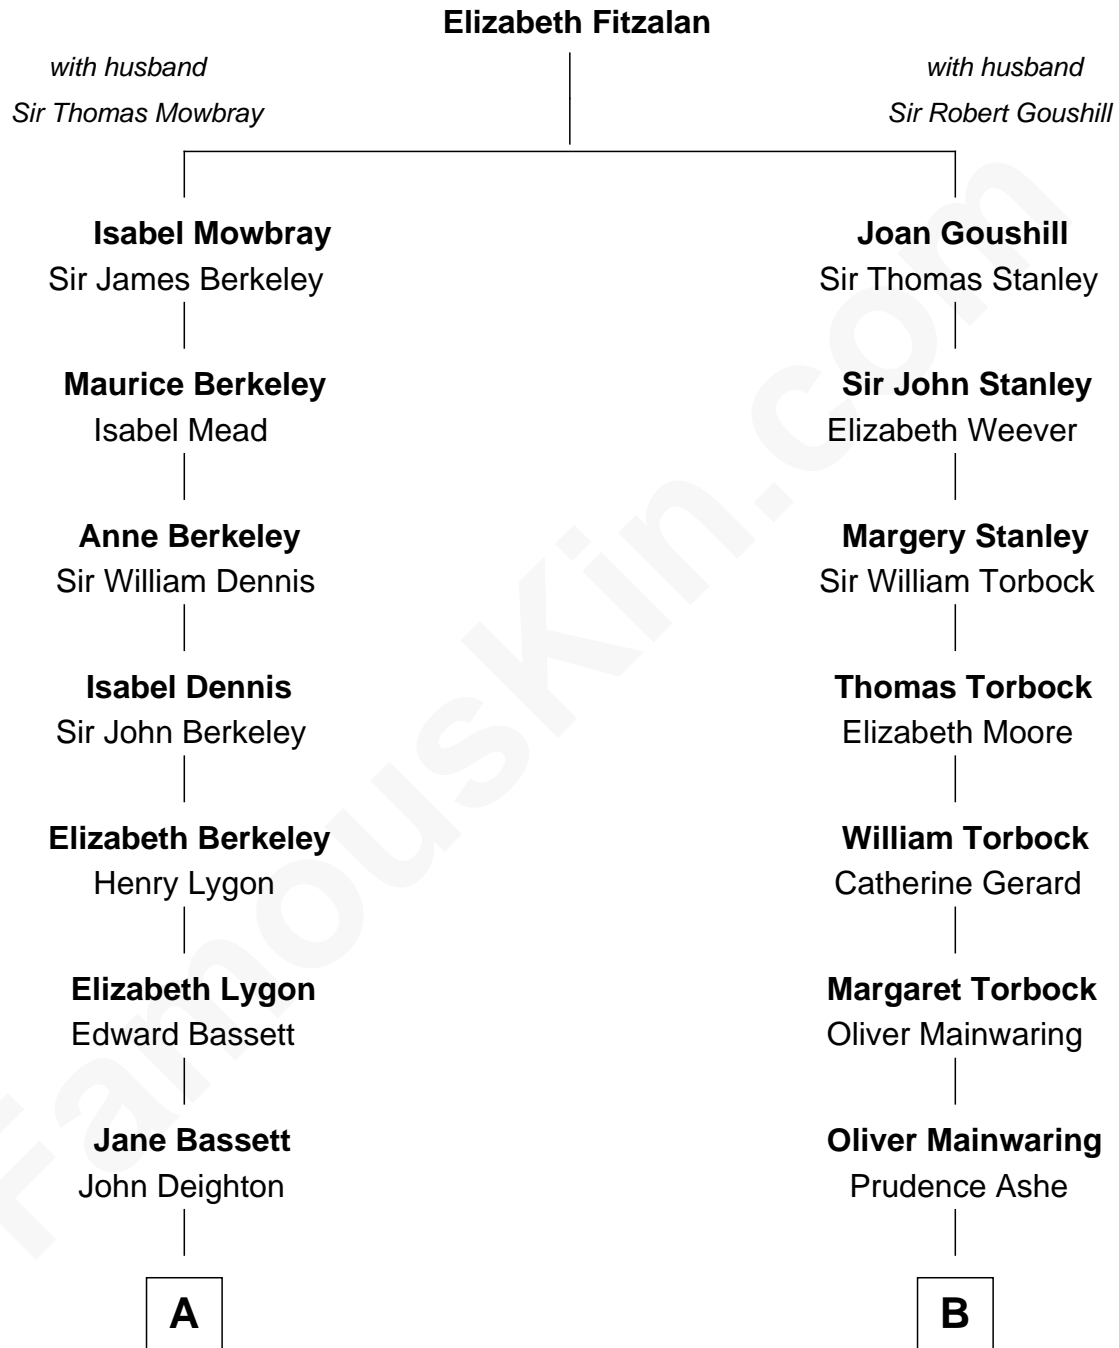 Elizabeth Fitzalan
with husband
Sir Thomas Mowbray
with husband
Sir Robert Goushill
Isabel Mowbray
Sir James Berkeley
Maurice Berkeley
Isabel Mead
Anne Berkeley
Sir William Dennis
Isabel Dennis
Sir John Berkeley
Elizabeth Berkeley
Henry Lygon
Elizabeth Lygon
Edward Bassett
Jane Bassett
John Deighton
A
Joan Goushill
Sir Thomas Stanley
Sir John Stanley
Elizabeth Weever
Margery Stanley
Sir William Torbock
Thomas Torbock
Elizabeth Moore
William Torbock
Catherine Gerard
Margaret Torbock
Oliver Mainwaring
Oliver Mainwaring
Prudence Ashe
B
FamousKin.com